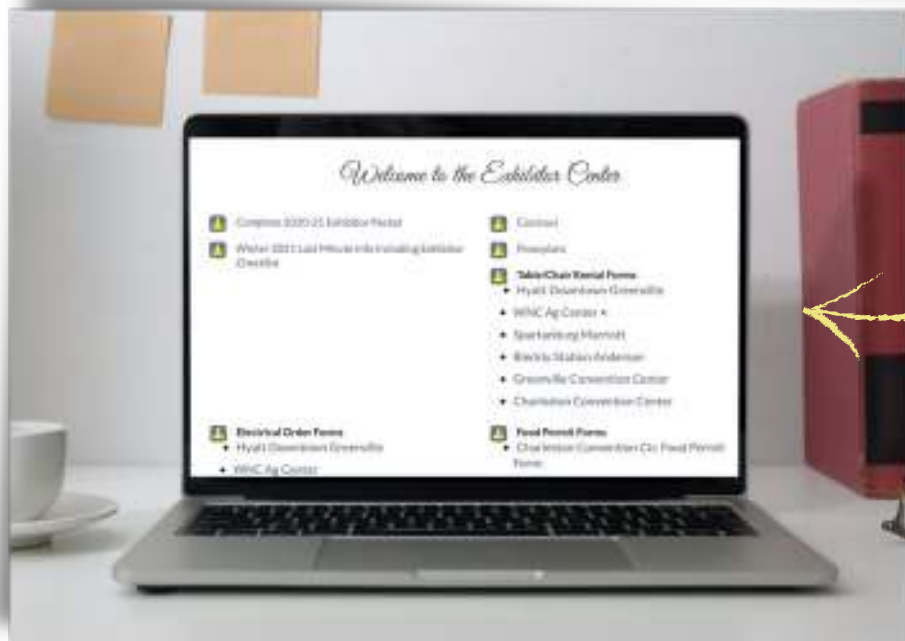 Welcome to the Exhibitor Center
Complete 2020-21 Exhibitor Packet
Winter 2021 Last Minute Info Including Exhibitor
Checklist
Contract
Floorplans
Table/Chair Rental Forms
Hyatt Downtown Greenville
WNC Ag Center
Spartanburg Marriott
Bleckley Station Anderson
Greenville Convention Center
Charleston Convention Center
Electrical Order Forms
Hyatt Downtown Greenville
WNC Ag Center
Food Permit Forms
Charleston Convention Ctr. Food Permit
Form